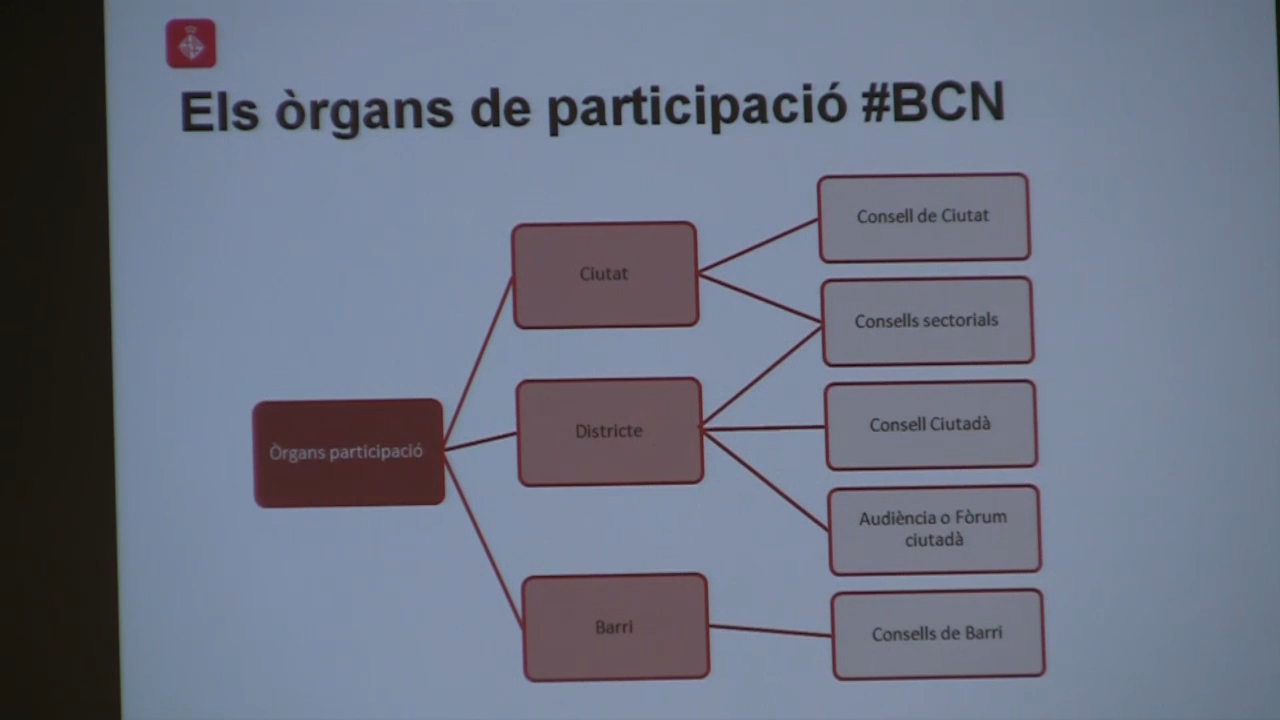 Els òrgans de participació #BCN
Òrgans participació
Ciutat
Districte
Barri
Consell de Ciutat
Consells sectorials
Consell Ciutadà
Audiència o Fòrum
ciutadà
Consells de Barri